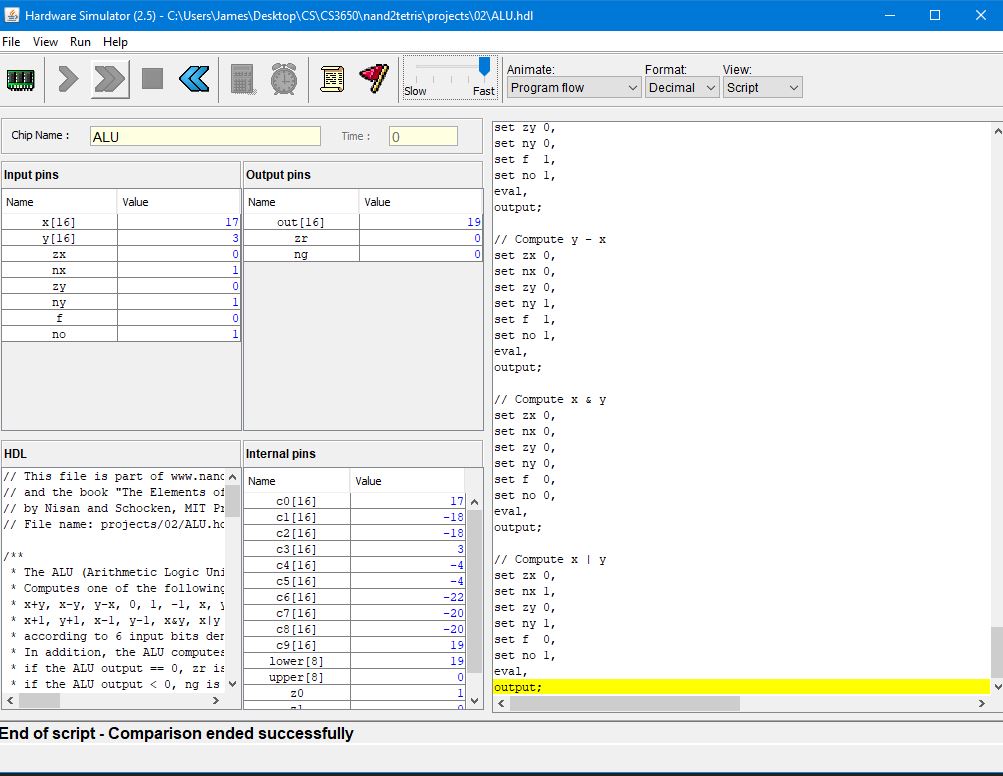 Hardware Simulator (2.5) - C:\Users\James\Desktop\CS\CS3650\nand2tetris\projects\02\ALU.hdl
File View Run Help
Slow Fast
Animate: Format: View:
Program flow Decimal Script
Chip Name : ALU Time : 0
Input pins
Name Value
x[16] 17
y[16] 3
zx 0
nx 1
zy 0
ny 1
f 0
no 1
Output pins
Name Value
out[16] 19
zr 0
ng 0
HDL
// This file is part of www.nand
// and the book "The Elements of
// by Nisan and Schocken, MIT Pr
// File name: projects/02/ALU.hd
/**
* The ALU (Arithmetic Logic Uni
* Computes one of the following
* x+y, x-y, y-x, 0, 1, -1, x, y
* x+1, y+1, x-1, y-1, x&y, x|y
* according to 6 input bits den
* In addition, the ALU computes
* if the ALU output == 0, zr is
* if the ALU output < 0, ng is
Internal pins
Name Value
c0[16] 17
c1[16] -18
c2[16] -18
c3[16] 3
c4[16] -4
c5[16] -4
c6[16] -22
c7[16] -20
c8[16] -20
c9[16] 19
lower[8] 19
upper[8] 0
z0 1
z1 0
set zy 0,
set ny 0,
set f  1,
set no 1,
eval,
output;
// Compute y - x
set zx 0,
set nx 0,
set zy 0,
set ny 1,
set f  1,
set no 1,
eval,
output;
// Compute x & y
set zx 0,
set nx 0,
set zy 0,
set ny 0,
set f  0,
set no 0,
eval,
output;
// Compute x | y
set zx 0,
set nx 1,
set zy 0,
set ny 1,
set f  0,
set no 1,
eval,
output;
End of script - Comparison ended successfully